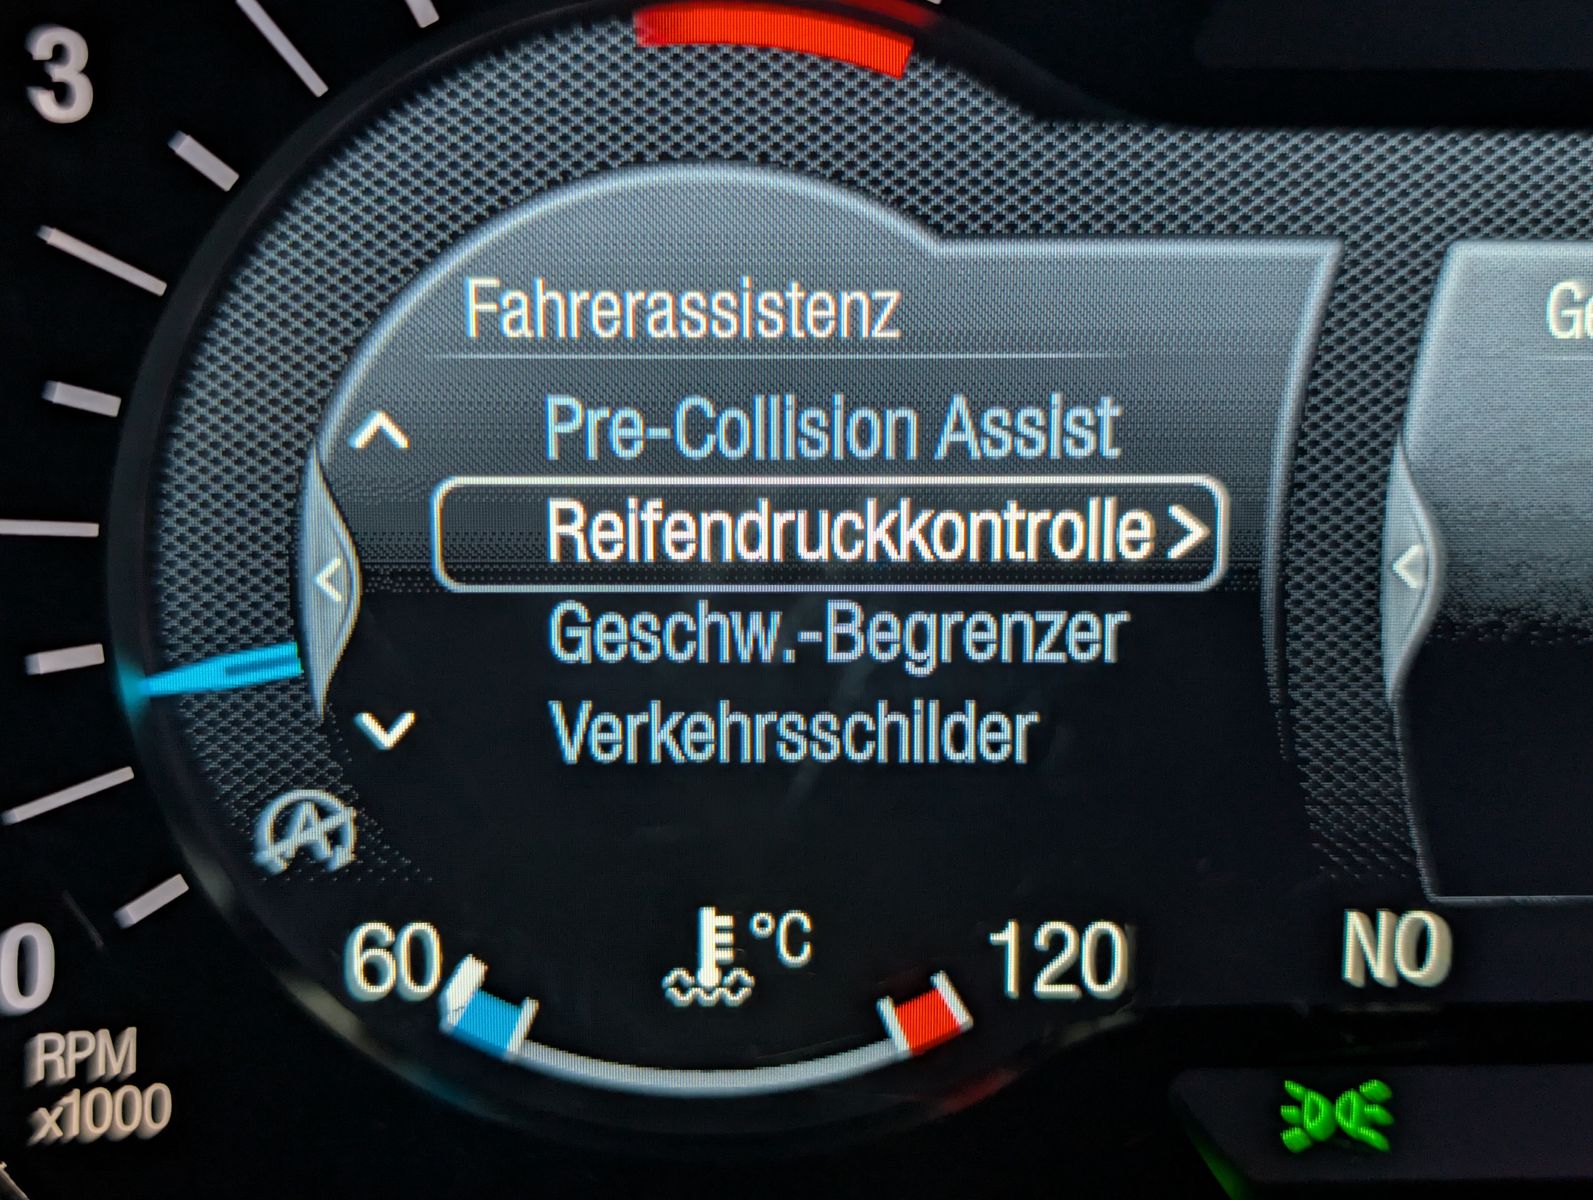 3
Fahrerassistenz
Pre-Collision Assist
Reifendruckkontrolle >
Geschw.-Begrenzer
Verkehrsschilder
A
60 °C 120 NO
0
RPM
x1000